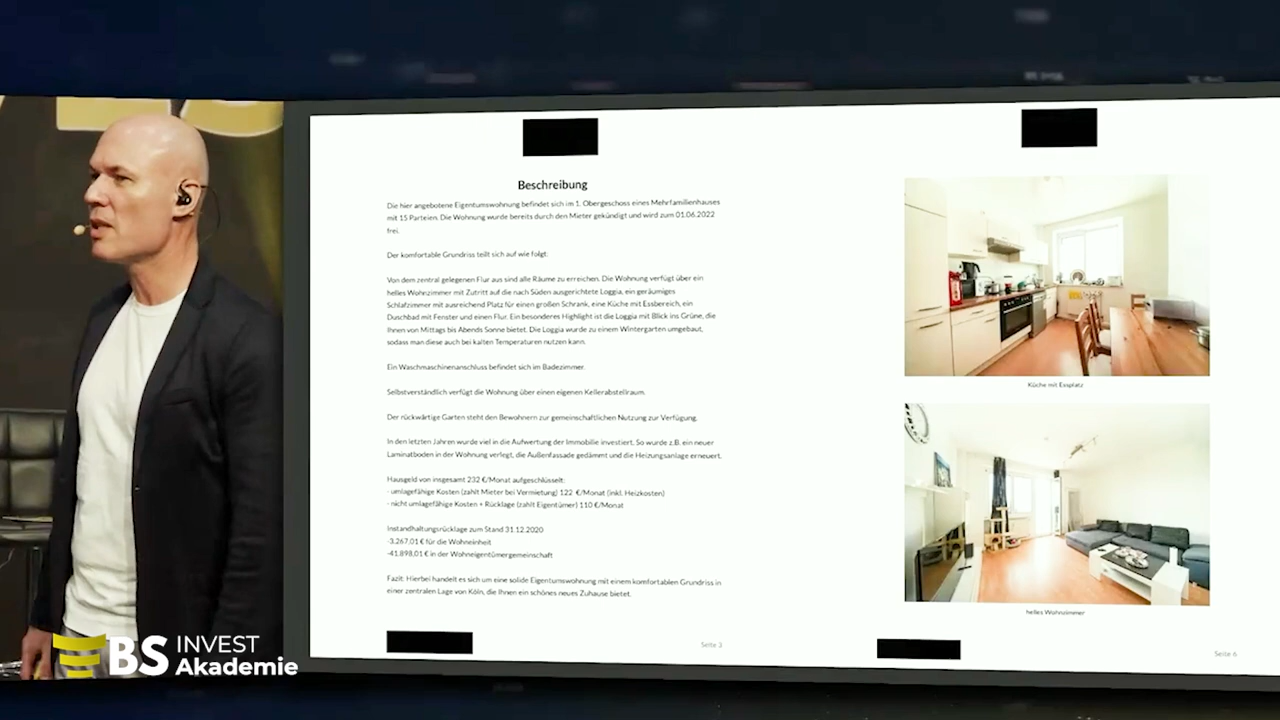 Beschreibung
Die hier angebotene Eigentumswohnung befindet sich im 1. Obergeschoss eines Mehrfamilienhauses
mit 15 Parteien. Die Wohnung wurde bereits durch den Mieter gekündigt und wird zum 01.06.2022
frei.
Der komfortable Grundriss teilt sich auf wie folgt:
Von dem zentral gelegenen Flur aus sind alle Räume zu erreichen. Die Wohnung verfügt über ein
helles Wohnzimmer mit Zutritt auf die nach Süden ausgerichtete Loggia, ein geräumiges
Schlafzimmer mit ausreichend Platz für einen großen Schrank, eine Küche mit Essbereich, ein
Duschbad mit Fenster und einen Flur. Ein besonderes Highlight ist die Loggia mit Blick ins Grüne, die
Ihnen von Mittags bis Abends Sonne bietet. Die Loggia wurde zu einem Wintergarten umgebaut,
sodass man diese auch bei kalten Temperaturen nutzen kann.
Ein Waschmaschinenanschluss befindet sich im Badezimmer.
Selbstverständlich verfügt die Wohnung über einen eigenen Kellerabstellraum.
Der rückwärtige Garten steht den Bewohnern zur gemeinschaftlichen Nutzung zur Verfügung.
In den letzten Jahren wurde viel in die Aufwertung der Immobilie investiert. So wurde z.B. ein neuer
Laminatboden in der Wohnung verlegt, die Außenfassade gedämmt und die Heizungsanlage erneuert.
Hausgeld von insgesamt 232 €/Monat aufgeschlüsselt:
- umlagefähige Kosten (zahlt Mieter bei Vermietung) 122 €/Monat (inkl. Heizkosten)
- nicht umlagefähige Kosten + Rücklage (zahlt Eigentümer) 110 €/Monat
Instandhaltungsrücklage zum Stand 31.12.2020
-3.267,01 € für die Wohneinheit
-41.898,01 € in der Wohneigentümergemeinschaft
Fazit: Hierbei handelt es sich um eine solide Eigentumswohnung mit einem komfortablen Grundriss in
einer zentralen Lage von Köln, die Ihnen ein schönes neues Zuhause bietet.
Seite 3
Küche mit Essplatz
helles Wohnzimmer
Seite 6
BS INVEST
Akademie